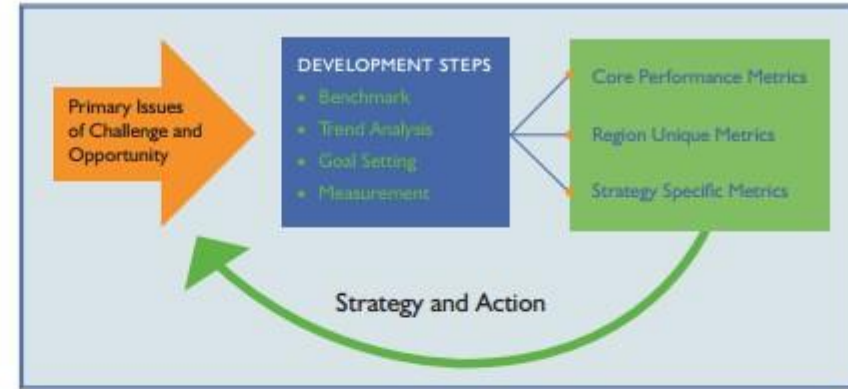 Primary Issues
of Challenge and
Opportunity
DEVELOPMENT STEPS
• Benchmark
• Trend Analysis
• Goal Setting
• Measurement
Core Performance Metrics
Region Unique Metrics
Strategy Specific Metrics
Strategy and Action